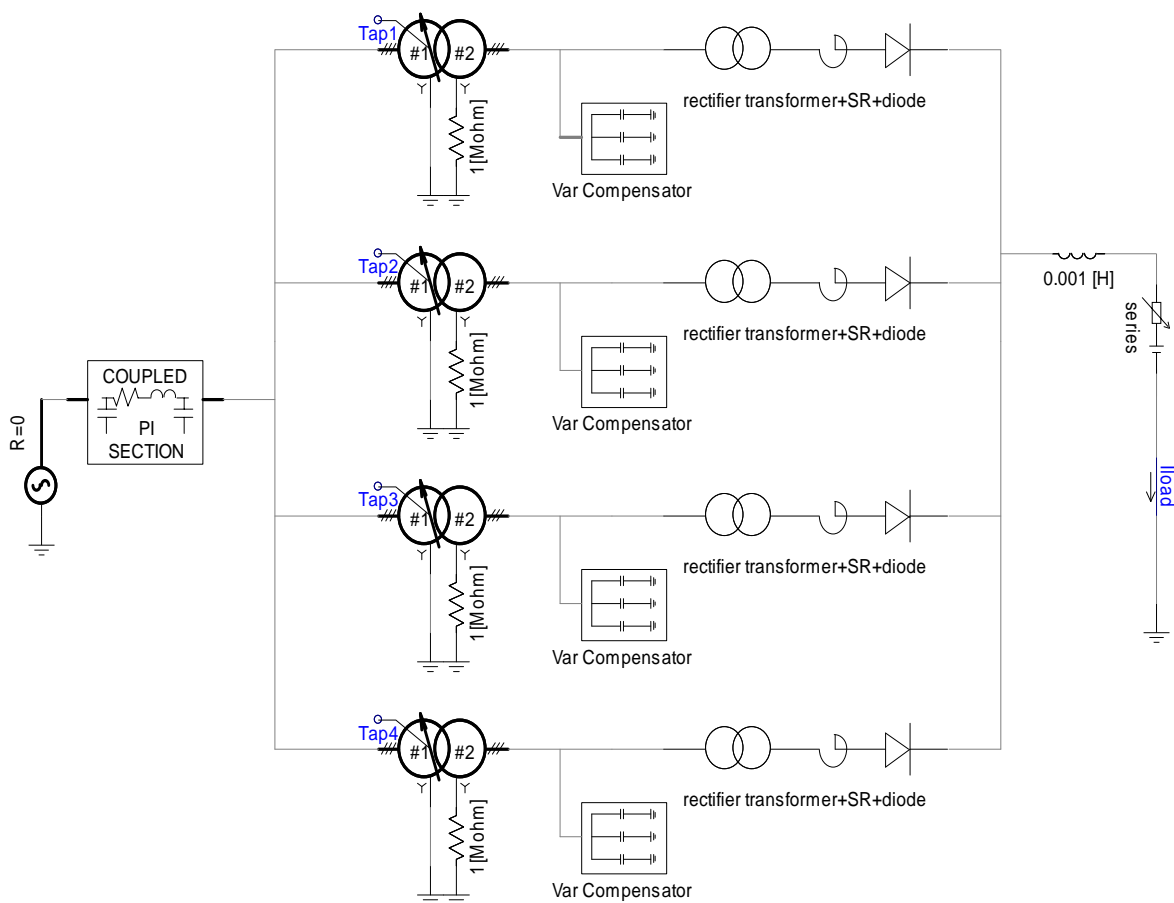 Tap1
#1
#2
Y
Y
1[Mohm]
Var Compensator
rectifier transformer+SR+diode
Tap2
#1
#2
Y
Y
1[Mohm]
Var Compensator
rectifier transformer+SR+diode
0.001 [H]
series
Iload
R=0
COUPLED
PI
SECTION
Tap3
#1
#2
Y
Y
1[Mohm]
Var Compensator
rectifier transformer+SR+diode
Tap4
#1
#2
Y
Y
1[Mohm]
Var Compensator
rectifier transformer+SR+diode